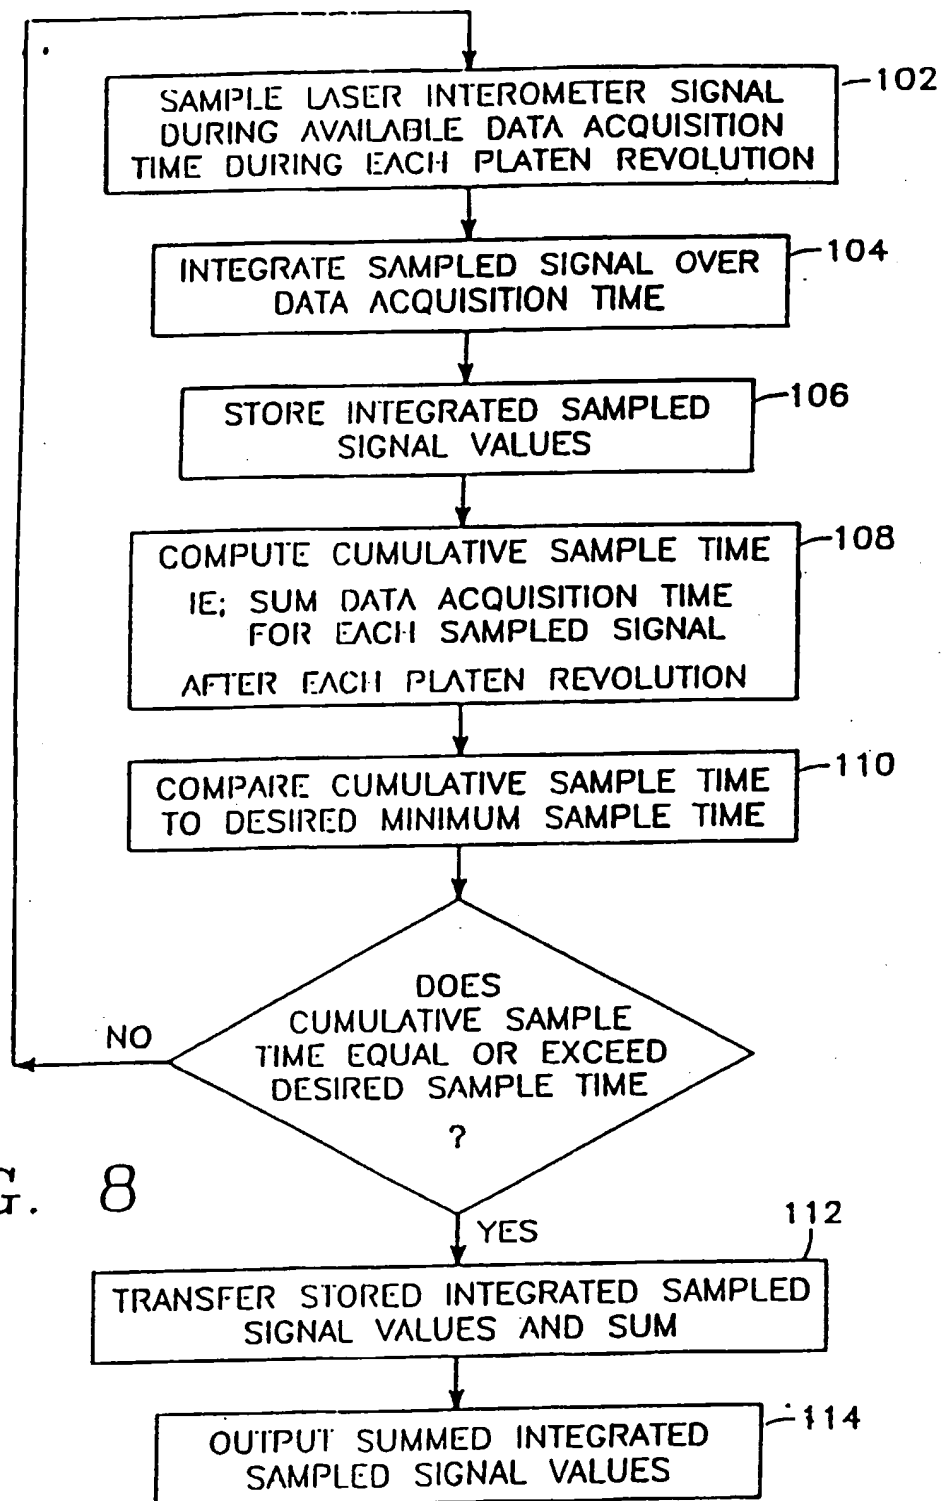 SAMPLE LASER INTEROMETER SIGNAL
DURING AVAILABLE DATA ACQUISITION
TIME DURING EACH PLATEN REVOLUTION
102
INTEGRATE SAMPLED SIGNAL OVER
DATA ACQUISITION TIME
104
STORE INTEGRATED SAMPLED
SIGNAL VALUES
106
COMPUTE CUMULATIVE SAMPLE TIME
IE; SUM DATA ACQUISITION TIME
FOR EACH SAMPLED SIGNAL
AFTER EACH PLATEN REVOLUTION
108
COMPARE CUMULATIVE SAMPLE TIME
TO DESIRED MINIMUM SAMPLE TIME
110
DOES
CUMULATIVE SAMPLE
TIME EQUAL OR EXCEED
DESIRED SAMPLE TIME
?
NO
G. 8
YES
112
TRANSFER STORED INTEGRATED SAMPLED
SIGNAL VALUES AND SUM
OUTPUT SUMMED INTEGRATED
SAMPLED SIGNAL VALUES
114